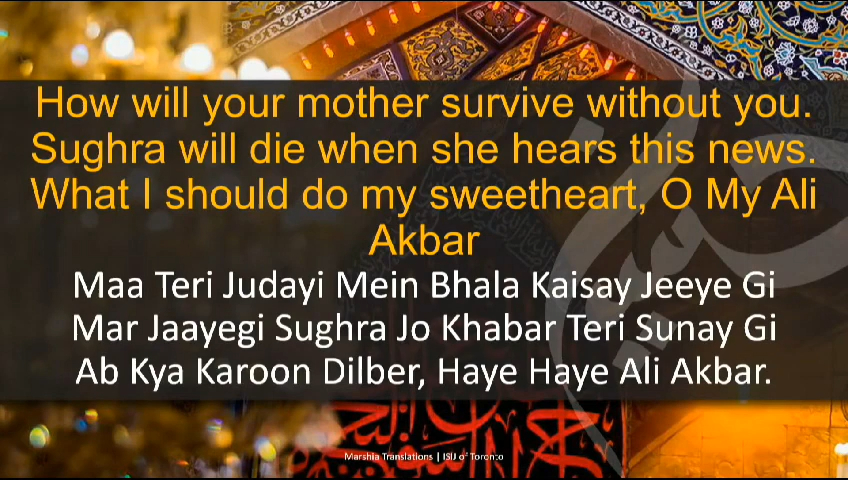 How will your mother survive without you.
Sughra will die when she hears this news.
What I should do my sweetheart, O My Ali
Akbar
Maa Teri Judayi Mein Bhala Kaisay Jeeye Gi
Mar Jaayegi Sughra Jo Khabar Teri Sunay Gi
Ab Kya Karoon Dilber, Haye Haye Ali Akbar.
Marshia Translations | ISIJ of Toronto